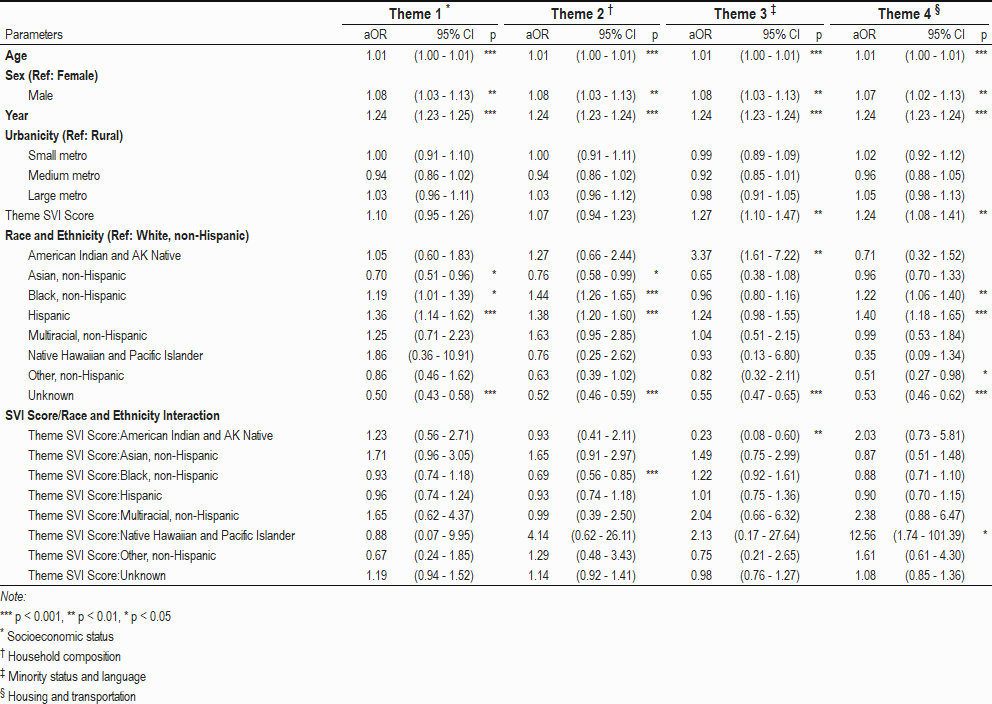 Theme 1 * Theme 2 † Theme 3 ‡ Theme 4 §
Parameters aOR 95% CI p aOR 95% CI p aOR 95% CI p aOR 95% CI p
Age 1.01 (1.00 - 1.01) *** 1.01 (1.00 - 1.01) *** 1.01 (1.00 - 1.01) *** 1.01 (1.00 - 1.01) ***
Sex (Ref: Female)
Male 1.08 (1.03 - 1.13) ** 1.08 (1.03 - 1.13) ** 1.08 (1.03 - 1.13) ** 1.07 (1.02 - 1.13) **
Year 1.24 (1.23 - 1.25) *** 1.24 (1.23 - 1.24) *** 1.24 (1.23 - 1.24) *** 1.24 (1.23 - 1.24) ***
Urbanicity (Ref: Rural)
Small metro 1.00 (0.91 - 1.10) 1.00 (0.91 - 1.11) 0.99 (0.89 - 1.09) 1.02 (0.92 - 1.12)
Medium metro 0.94 (0.86 - 1.02) 0.94 (0.86 - 1.02) 0.92 (0.85 - 1.01) 0.96 (0.88 - 1.05)
Large metro 1.03 (0.96 - 1.11) 1.03 (0.96 - 1.12) 0.98 (0.91 - 1.05) 1.05 (0.98 - 1.13)
Theme SVI Score 1.10 (0.95 - 1.26) 1.07 (0.94 - 1.23) 1.27 (1.10 - 1.47) ** 1.24 (1.08 - 1.41) **
Race and Ethnicity (Ref: White, non-Hispanic)
American Indian and AK Native 1.05 (0.60 - 1.83) 1.27 (0.66 - 2.44) 3.37 (1.61 - 7.22) ** 0.71 (0.32 - 1.52)
Asian, non-Hispanic 0.70 (0.51 - 0.96) * 0.76 (0.58 - 0.99) * 0.65 (0.38 - 1.08) 0.96 (0.70 - 1.33)
Black, non-Hispanic 1.19 (1.01 - 1.39) * 1.44 (1.26 - 1.65) *** 0.96 (0.80 - 1.16) 1.22 (1.06 - 1.40) **
Hispanic 1.36 (1.14 - 1.62) *** 1.38 (1.20 - 1.60) *** 1.24 (0.98 - 1.55) 1.40 (1.18 - 1.65) ***
Multiracial, non-Hispanic 1.25 (0.71 - 2.23) 1.63 (0.95 - 2.85) 1.04 (0.51 - 2.15) 0.99 (0.53 - 1.84)
Native Hawaiian and Pacific Islander 1.86 (0.36 - 10.91) 0.76 (0.25 - 2.62) 0.93 (0.13 - 6.80) 0.35 (0.09 - 1.34)
Other, non-Hispanic 0.86 (0.46 - 1.62) 0.63 (0.39 - 1.02) 0.82 (0.32 - 2.11) 0.51 (0.27 - 0.98) *
Unknown 0.50 (0.43 - 0.58) *** 0.52 (0.46 - 0.59) *** 0.55 (0.47 - 0.65) *** 0.53 (0.46 - 0.62) ***
SVI Score/Race and Ethnicity Interaction
Theme SVI Score:American Indian and AK Native 1.23 (0.56 - 2.71) 0.93 (0.41 - 2.11) 0.23 (0.08 - 0.60) ** 2.03 (0.73 - 5.81)
Theme SVI Score:Asian, non-Hispanic 1.71 (0.96 - 3.05) 1.65 (0.91 - 2.97) 1.49 (0.75 - 2.99) 0.87 (0.51 - 1.48)
Theme SVI Score:Black, non-Hispanic 0.93 (0.74 - 1.18) 0.69 (0.56 - 0.85) *** 1.22 (0.92 - 1.61) 0.88 (0.71 - 1.10)
Theme SVI Score:Hispanic 0.96 (0.74 - 1.24) 0.93 (0.74 - 1.18) 1.01 (0.75 - 1.36) 0.90 (0.70 - 1.15)
Theme SVI Score:Multiracial, non-Hispanic 1.65 (0.62 - 4.37) 0.99 (0.39 - 2.50) 2.04 (0.66 - 6.32) 2.38 (0.88 - 6.47)
Theme SVI Score:Native Hawaiian and Pacific Islander 0.88 (0.07 - 9.95) 4.14 (0.62 - 26.11) 2.13 (0.17 - 27.64) 12.56 (1.74 - 101.39) *
Theme SVI Score:Other, non-Hispanic 0.67 (0.24 - 1.85) 1.29 (0.48 - 3.43) 0.75 (0.21 - 2.65) 1.61 (0.61 - 4.30)
Theme SVI Score:Unknown 1.19 (0.94 - 1.52) 1.14 (0.92 - 1.41) 0.98 (0.76 - 1.27) 1.08 (0.85 - 1.36)
Note:
*** p < 0.001, ** p < 0.01, * p < 0.05
* Socioeconomic status
† Household composition
‡ Minority status and language
§ Housing and transportation